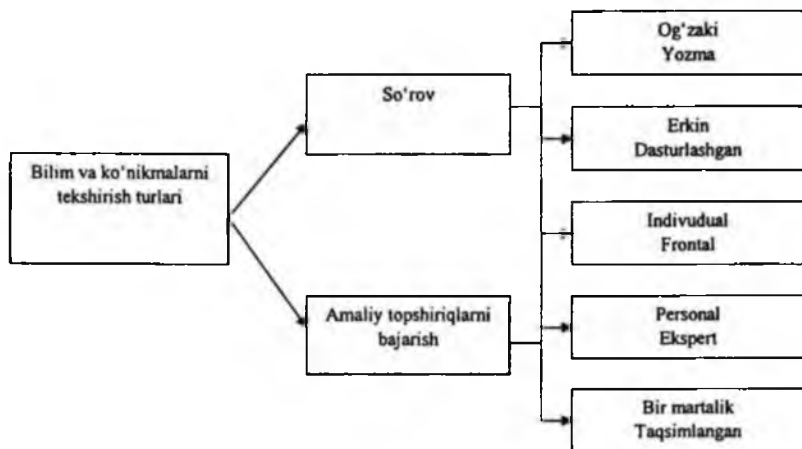 Bilim va ko‘nikmalarni
tekshirish turlari
So‘rov
Amaliy topshiriqlarni
bajarish
Og‘zaki
Yozma
Erkin
Dasturlashgan
Indivudual
Frontal
Personal
Ekspert
Bir martalik
Taqsimlangan